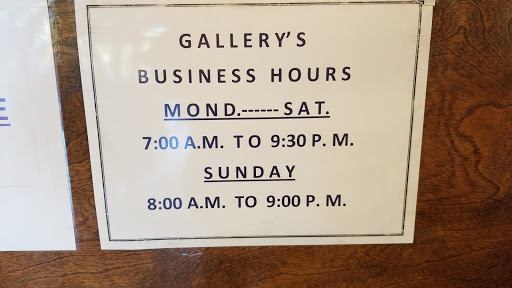 GALLERY'S
BUSINESS HOURS
MOND.------SAT.
7:00 A.M. TO 9:30 P. M.
SUNDAY
8:00 A.M. TO 9:00 P. M.